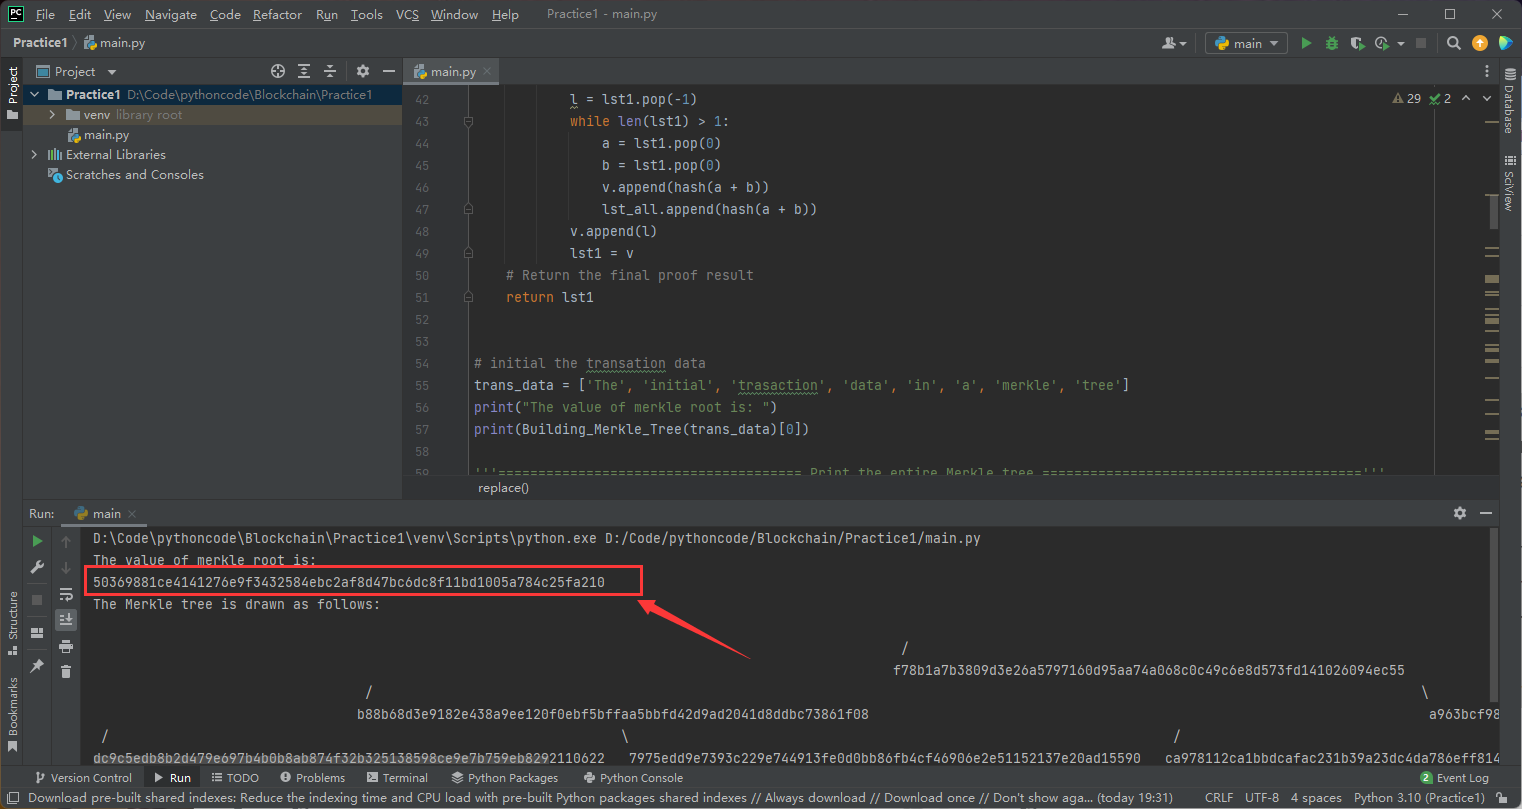 PC File Edit View Navigate Code Refactor Run Tools VCS Window Help Practice1 - main.py
Practice1 main.py main
Project
Project
main.py
Practice1 D:\Code\pythoncode\Blockchain\Practice1
venv library root
main.py
External Libraries
Scratches and Consoles
42 l = lst1.pop(-1)
43 while len(lst1) > 1:
44 a = lst1.pop(0)
45 b = lst1.pop(0)
46 v.append(hash(a + b))
47 lst_all.append(hash(a + b))
48 v.append(l)
49 lst1 = v
50 # Return the final proof result
51 return lst1
52
53
54 # initial the transation data
55 trans_data = ['The', 'initial', 'trasaction', 'data', 'in', 'a', 'merkle', 'tree']
56 print("The value of merkle root is: ")
57 print(Building_Merkle_Tree(trans_data)[0])
58
59 '''====================================== Print the entire Merkle tree ========================================'''
replace()
29 2
Database
SciView
Run: main
D:\Code\pythoncode\Blockchain\Practice1\venv\Scripts\python.exe D:/Code/pythoncode/Blockchain/Practice1/main.py
The value of merkle root is:
50369881ce4141276e9f3432584ebc2af8d47bc6dc8f11bd1005a784c25fa210
The Merkle tree is drawn as follows:
/
f78b1a7b3809d3e26a5797160d95aa74a068c0c49c6e8d573fd141026094ec55
/ \
b88b68d3e9182e438a9ee120f0ebf5bffaa5bbfd42d9ad2041d8ddbc73861f08 a963bcf98
/ \ /
dc9c5edb8b2d479e697b4b0b8ab874f32b325138598ce9e7b759eb8292110622 7975edd9e7393c229e744913fe0d0bb86fb4cf46906e2e51152137e20ad15590 ca978112ca1bbdcafac231b39a23dc4da786eff814
Structure
Bookmarks
Version Control Run TODO Problems Terminal Python Packages Python Console 2 Event Log
Download pre-built shared indexes: Reduce the indexing time and CPU load with pre-built Python packages shared indexes // Always download // Download once // Don't show aga... (today 19:31) CRLF UTF-8 4 spaces Python 3.10 (Practice1)